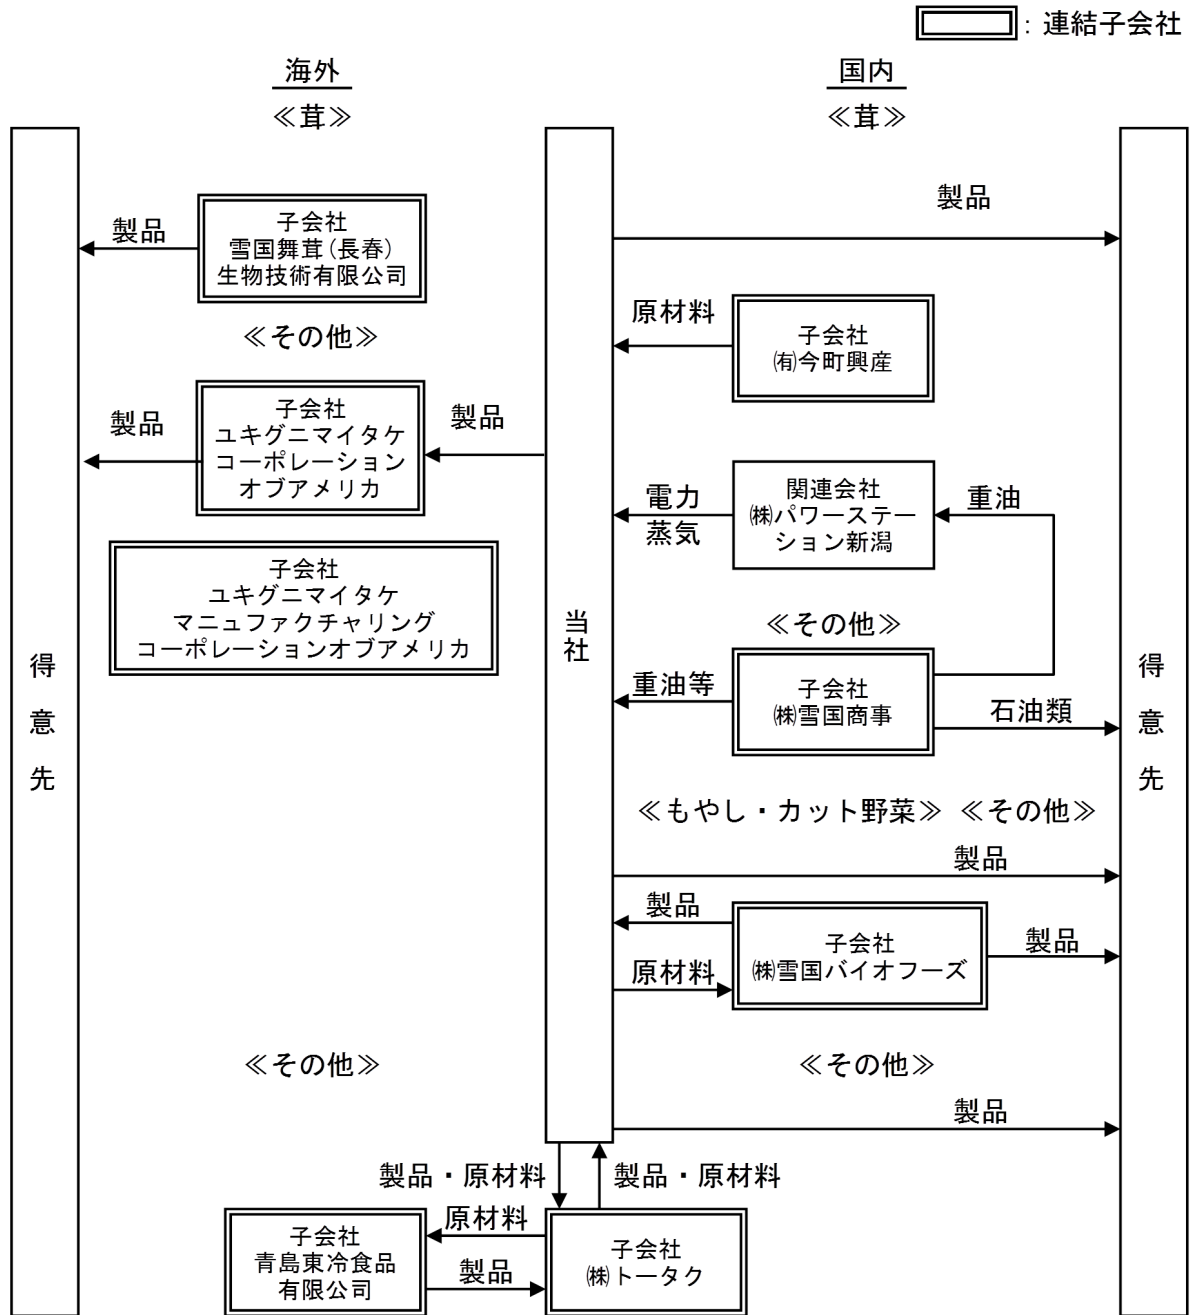 ：連結子会社
海外
≪茸≫
国内
≪茸≫
得意先
製品
子会社
雪国舞茸（長春）
生物技術有限公司
≪その他≫
製品
子会社
ユキグニマイタケ
コーポレーション
オブアメリカ
製品
子会社
ユキグニマイタケ
マニュファクチャリング
コーポレーションオブアメリカ
≪その他≫
当社
製品
原材料
子会社
㈲今町興産
電力
蒸気
関連会社
㈱パワーステー
ション新潟
重油
≪その他≫
重油等
子会社
㈱雪国商事
石油類
≪もやし・カット野菜≫ ≪その他≫
製品
製品
原材料
子会社
㈱雪国バイオフーズ
製品
≪その他≫
製品
得意先
製品・原材料
製品・原材料
子会社
青島東冷食品
有限公司
原材料
製品
子会社
㈱トータク